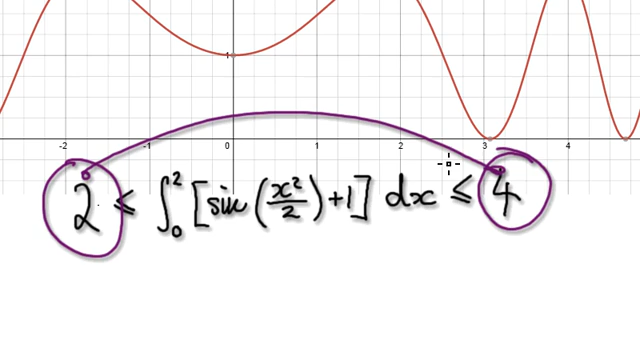 1
-2 -1 0 1 2 3 4
2 ≤ ∫₀² [sin(x²/2)+1] dx ≤ 4